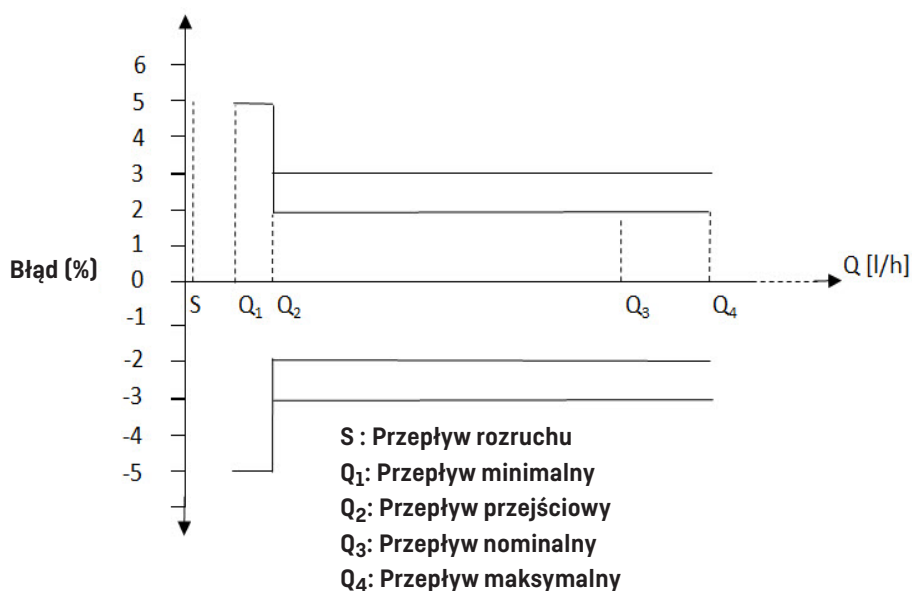 6
5
4
3
2
1
Błąd (%)
0
Q [l/h]
S
Q₁
Q₂
Q₃
Q₄
-1
-2
-3
-4
-5
S : Przepływ rozruchu
Q₁: Przepływ minimalny
Q₂: Przepływ przejściowy
Q₃: Przepływ nominalny
Q₄: Przepływ maksymalny